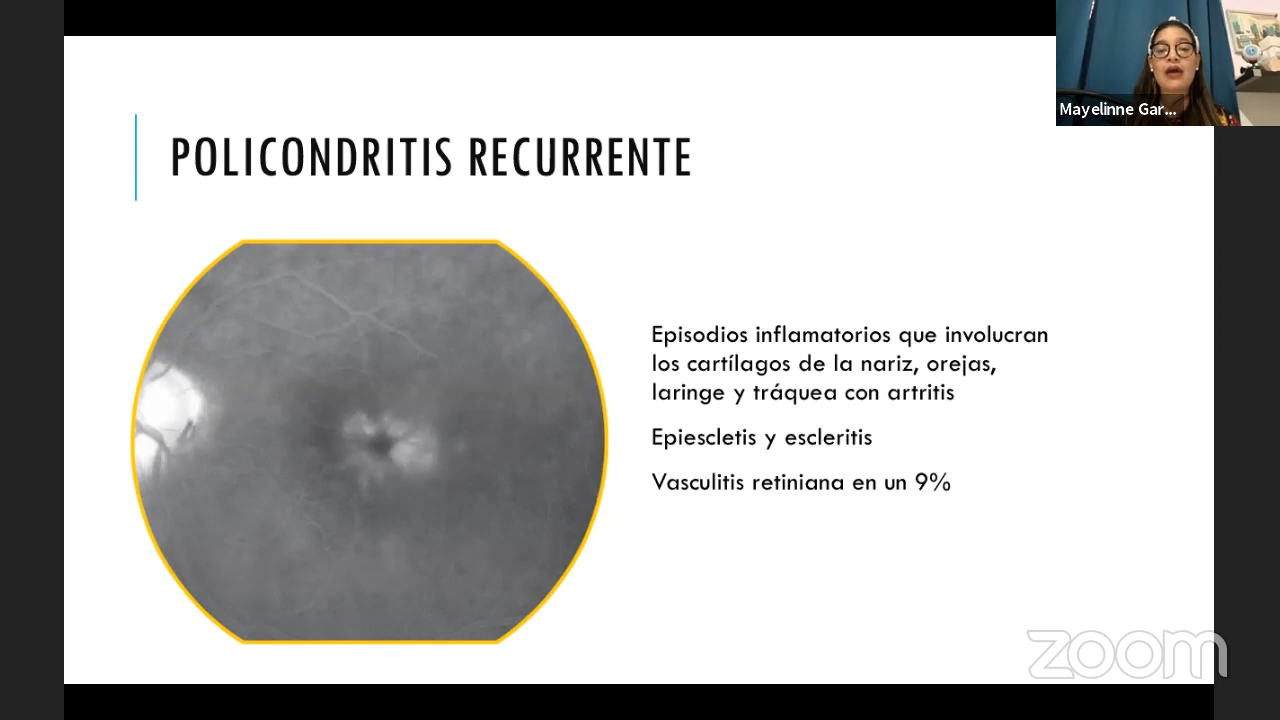 Mayelinne Gar...
POLICONDRITIS RECURRENTE
Episodios inflamatorios que involucran
los cartílagos de la nariz, orejas,
laringe y tráquea con artritis
Epiescletis y escleritis
Vasculitis retiniana en un 9%
zoom